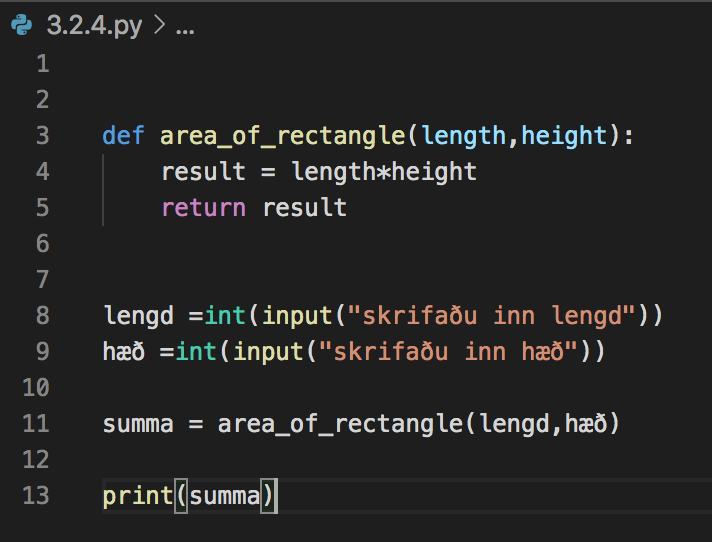 3.2.4.py > ...
1
2
3 def area_of_rectangle(length,height):
4     result = length*height
5     return result
6
7
8 lengd =int(input("skrifaðu inn lengd"))
9 hæð =int(input("skrifaðu inn hæð"))
10
11 summa = area_of_rectangle(lengd,hæð)
12
13 print(summa)